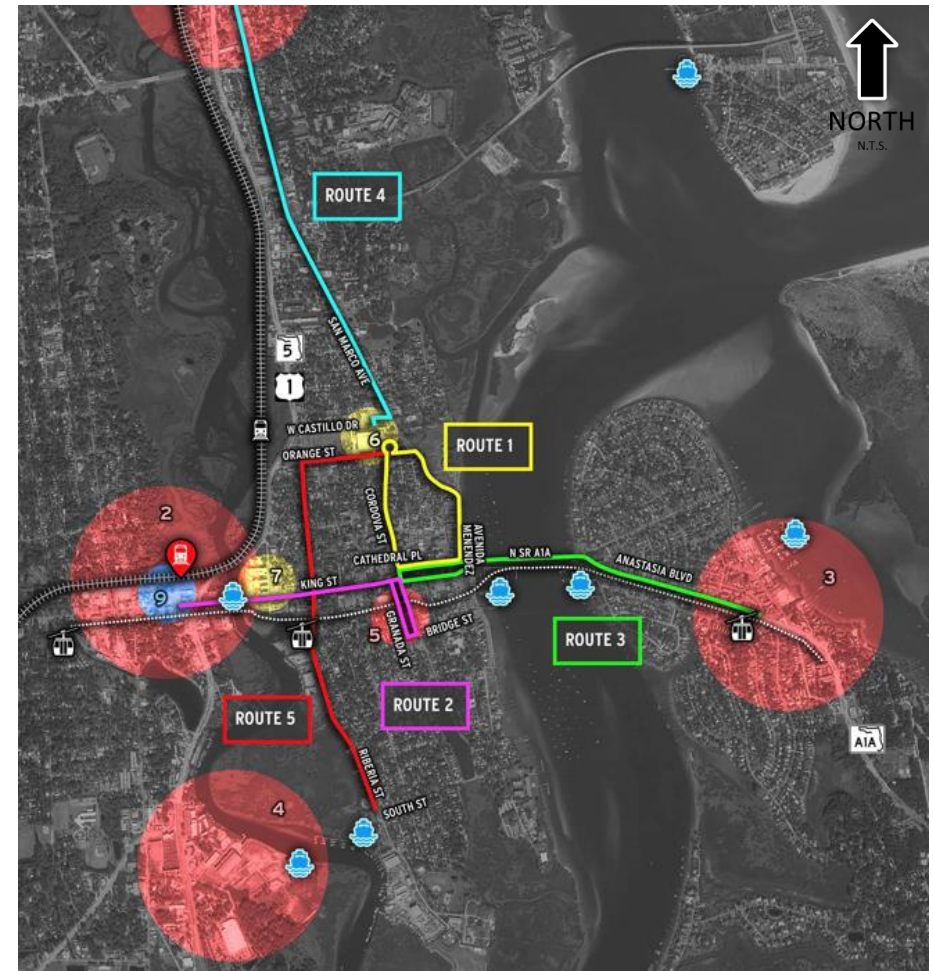 NORTH
N.T.S.
ROUTE 4
SAN MARCO AVE
5
1
W CASTILLO DR
6
ORANGE ST
ROUTE 1
CORDOVA ST
AVENIDA
MENENDEZ
2
CATHEDRAL PL
N SR A1A
ANASTASIA BLVD
3
7
KING ST
9
5
GRANADA ST
BRIDGE ST
ROUTE 3
ROUTE 5
ROUTE 2
A1A
RIBERIA ST
SOUTH ST
4